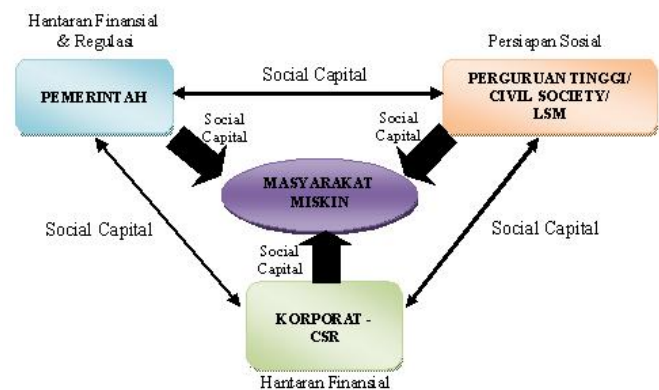 Hantaran Finansial
& Regulasi
Persiapan Sosial
PEMERINTAH
Social Capital
PERGURUAN TINGGI/
CIVIL SOCIETY/
LSM
Social
Capital
Social
Capital
MASYARAKAT
MISKIN
Social Capital
Social Capital
Social
Capital
KORPORAT -
CSR
Hantaran Finansial